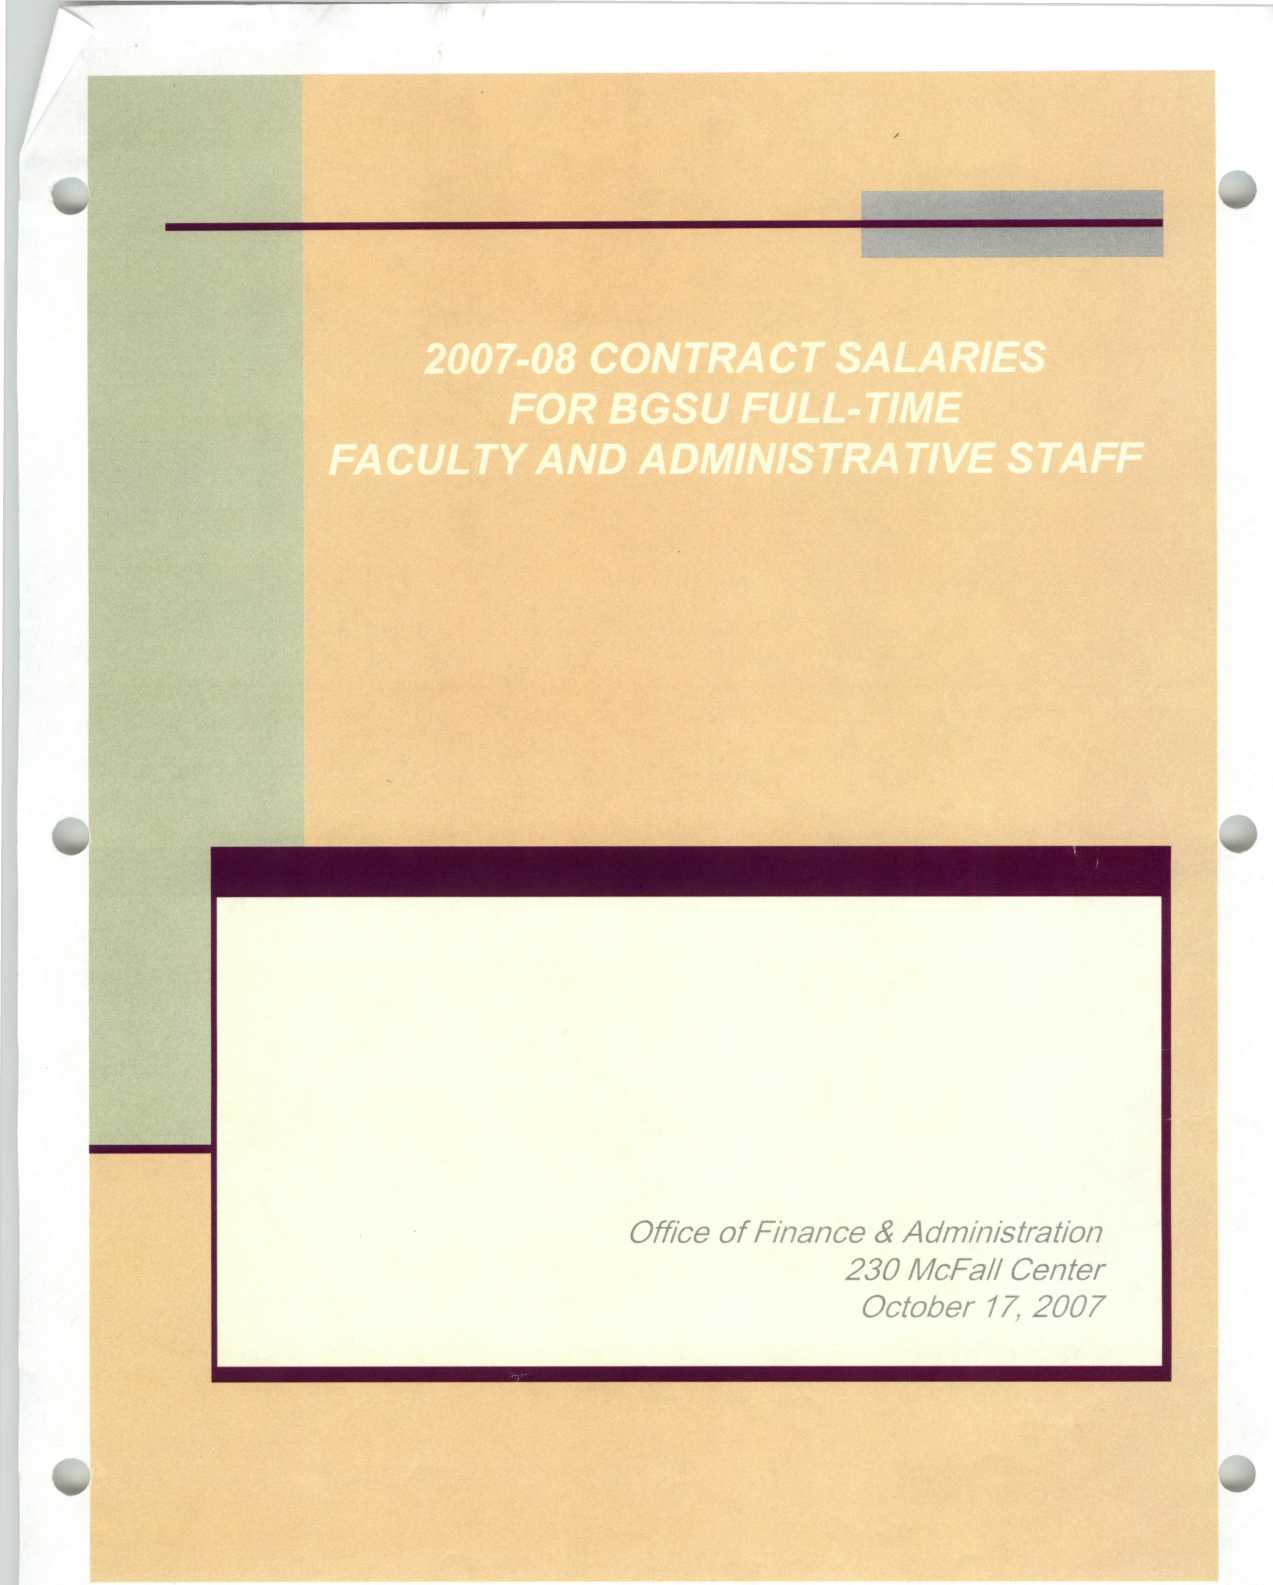 2007-08 CONTRACT SALARIES
FOR BGSU FULL-TIME
FACULTY AND ADMINISTRATIVE STAFF
Office of Finance & Administration
230 McFall Center
October 17, 2007